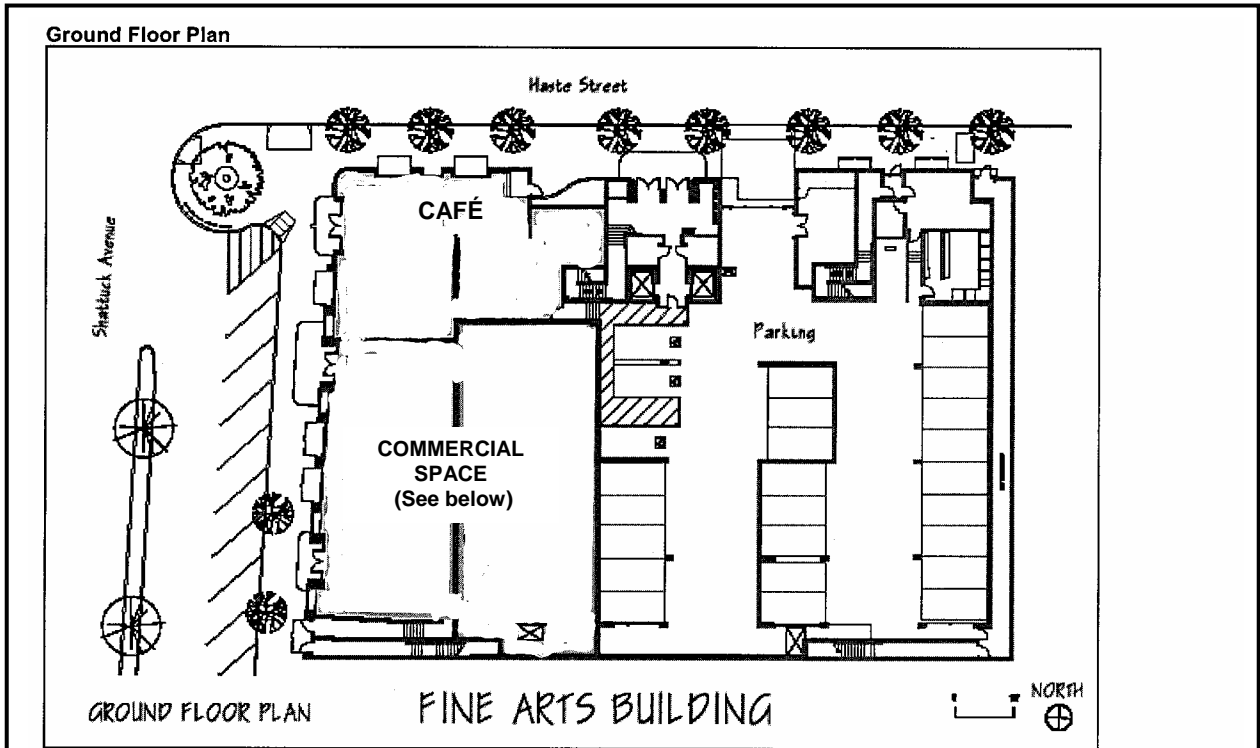 Ground Floor Plan
Haste Street
CAFÉ
Shattuck Avenue
Parking
COMMERCIAL
SPACE
(See below)
GROUND FLOOR PLAN
FINE ARTS BUILDING
NORTH